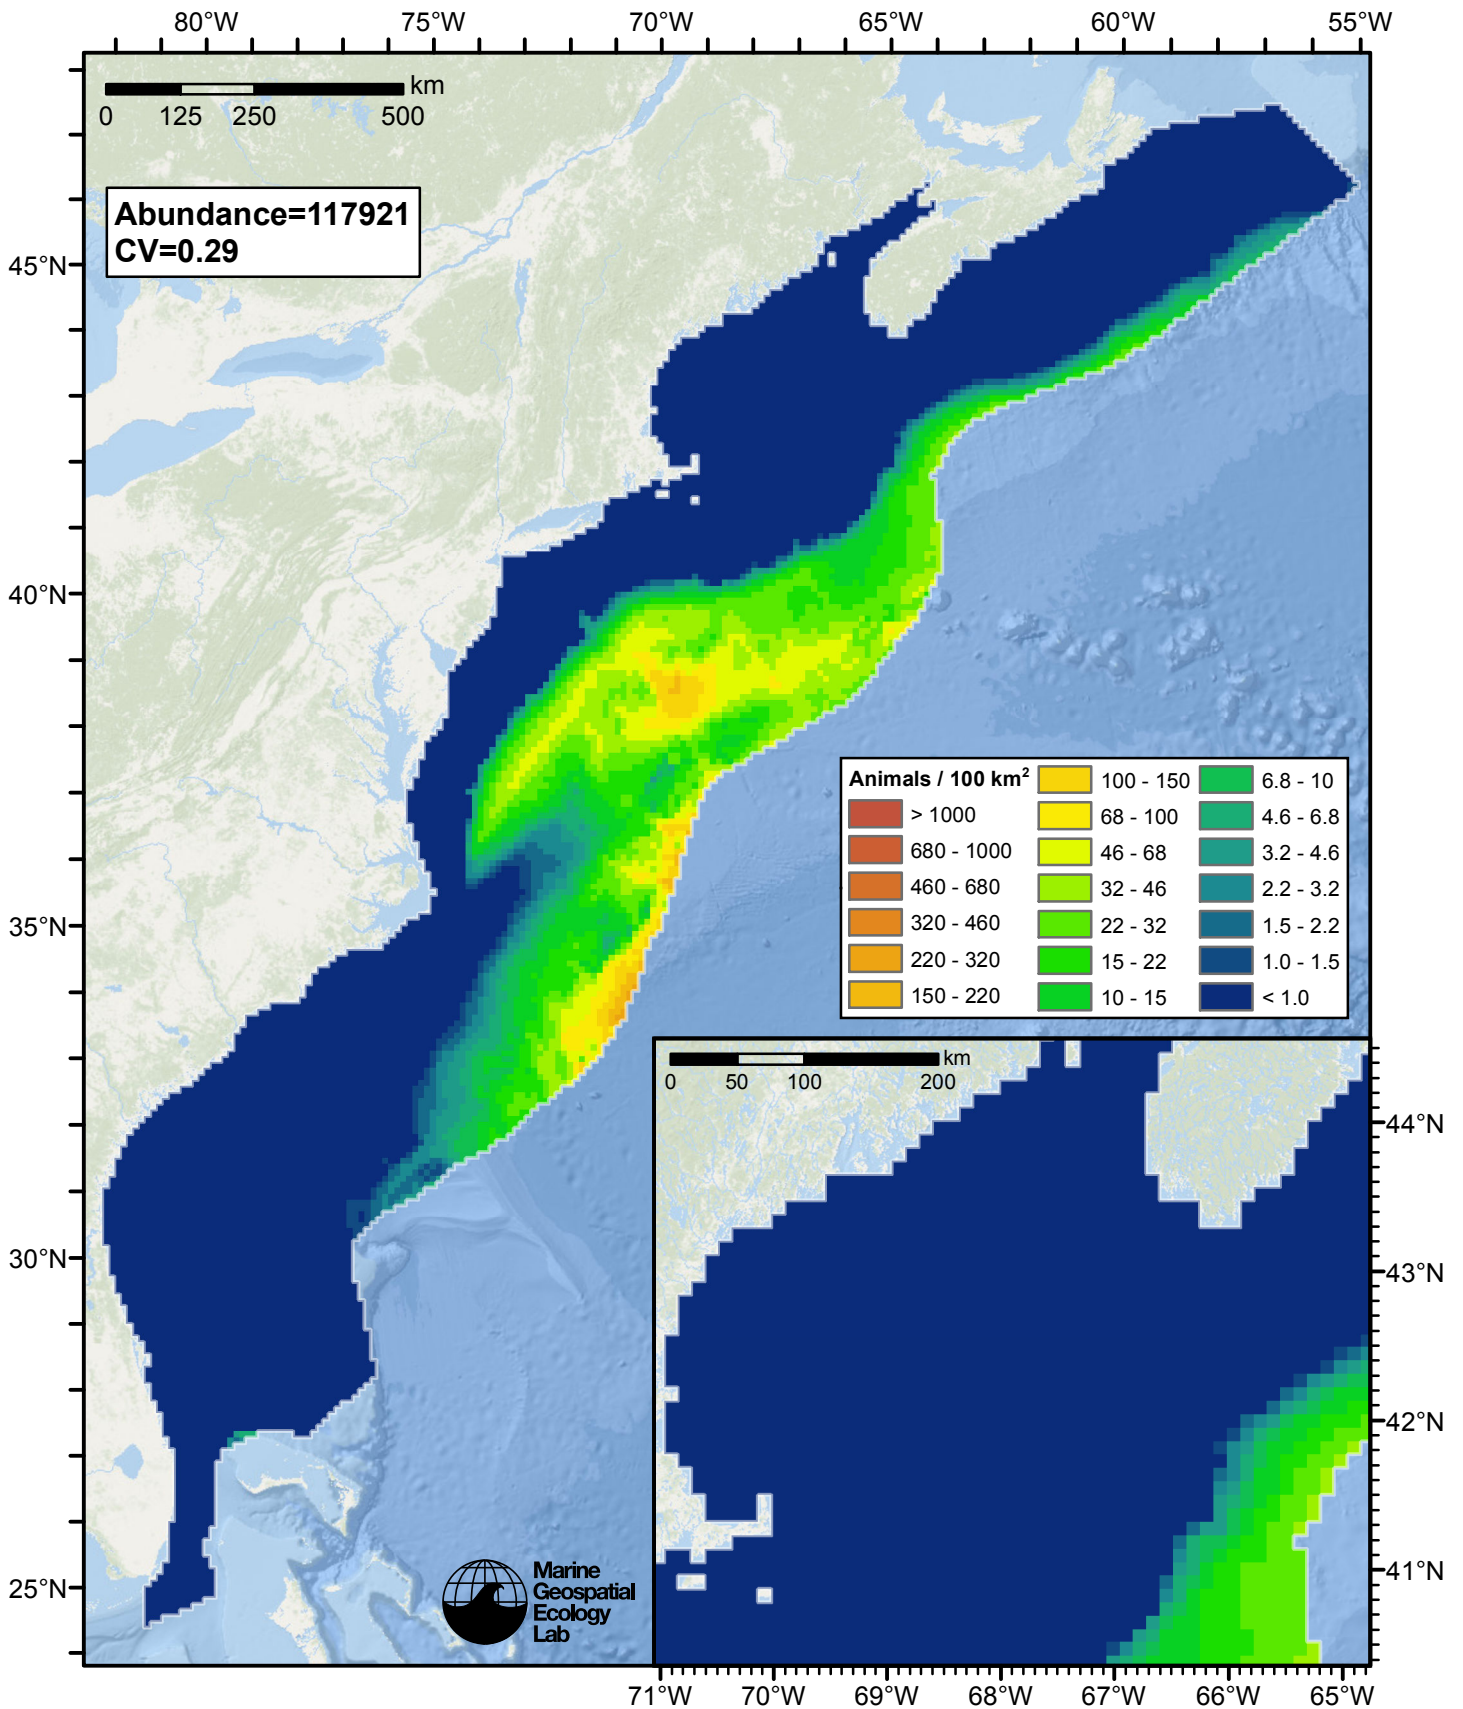 80°W 75°W 70°W 65°W 60°W 55°W
km
0 125 250 500
Abundance=117921
CV=0.29
45°N
40°N
35°N
30°N
25°N
Animals / 100 km²
> 1000
680 - 1000
460 - 680
320 - 460
220 - 320
150 - 220
100 - 150
68 - 100
46 - 68
32 - 46
22 - 32
15 - 22
10 - 15
6.8 - 10
4.6 - 6.8
3.2 - 4.6
2.2 - 3.2
1.5 - 2.2
1.0 - 1.5
< 1.0
km
0 50 100 200
44°N
43°N
42°N
41°N
Marine
Geospatial
Ecology
Lab
71°W 70°W 69°W 68°W 67°W 66°W 65°W